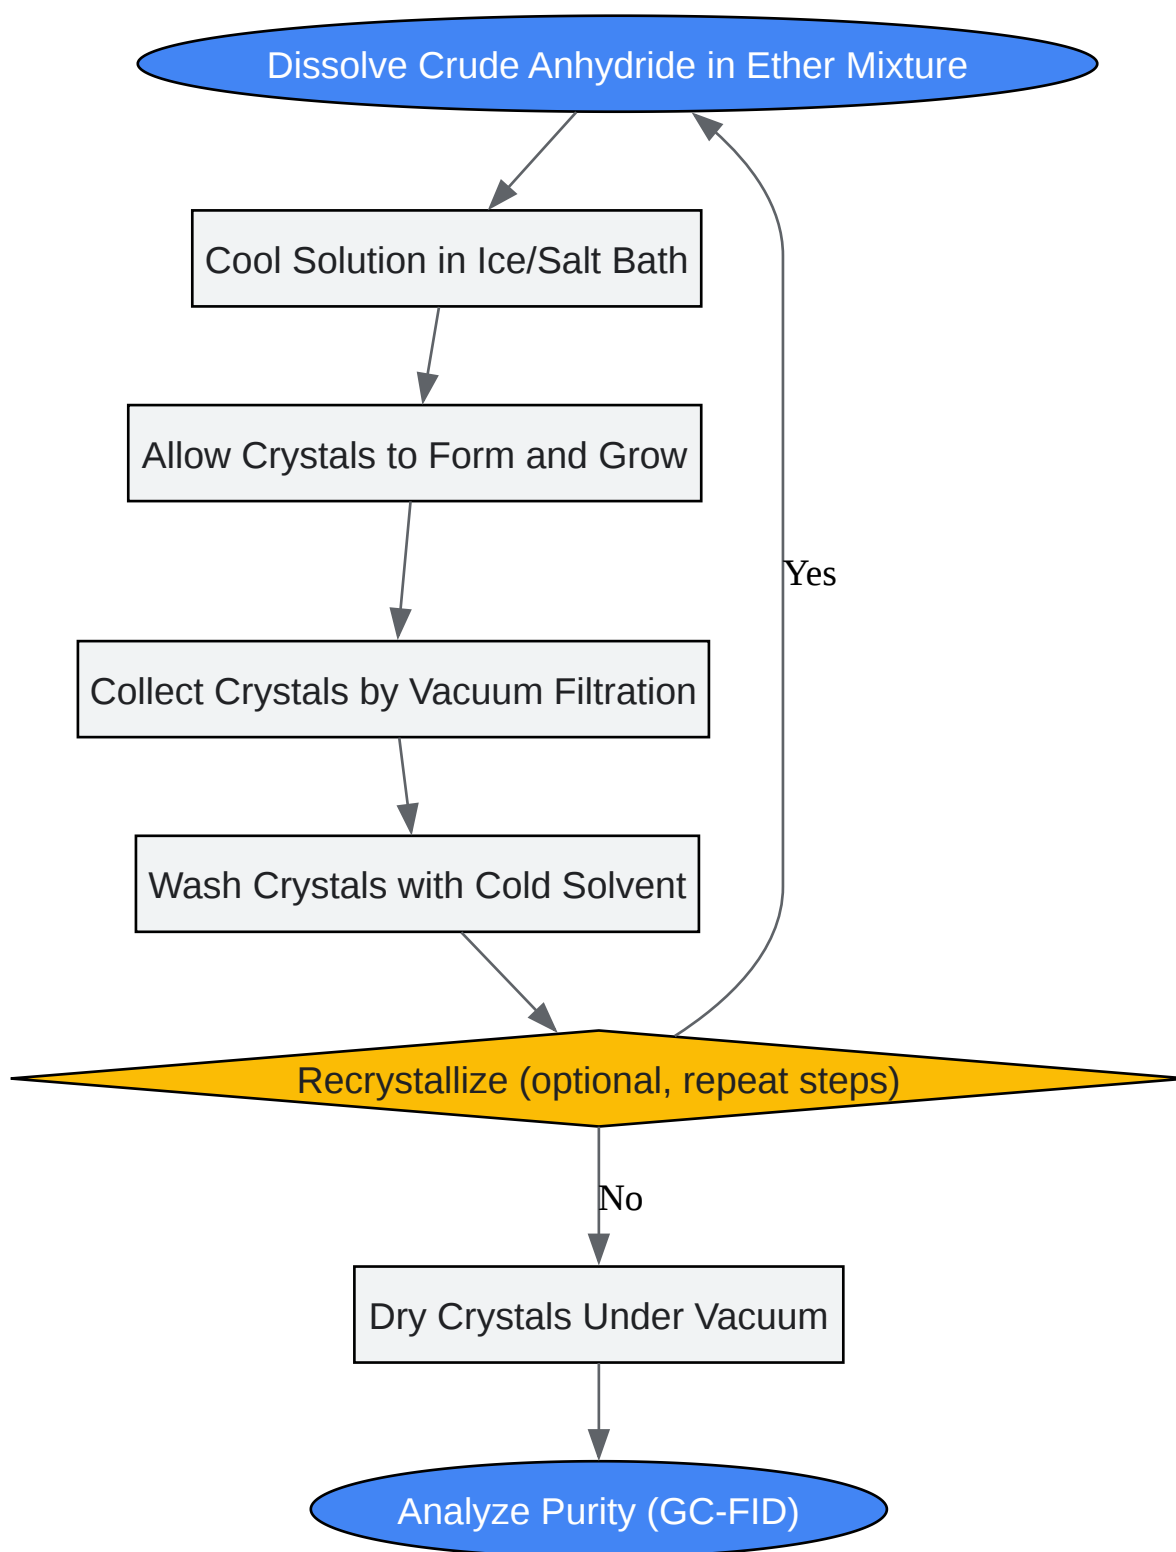 Dissolve Crude Anhydride in Ether Mixture
Cool Solution in Ice/Salt Bath
Allow Crystals to Form and Grow
Yes
Collect Crystals by Vacuum Filtration
Wash Crystals with Cold Solvent
Recrystallize (optional, repeat steps)
No
Dry Crystals Under Vacuum
Analyze Purity (GC-FID)